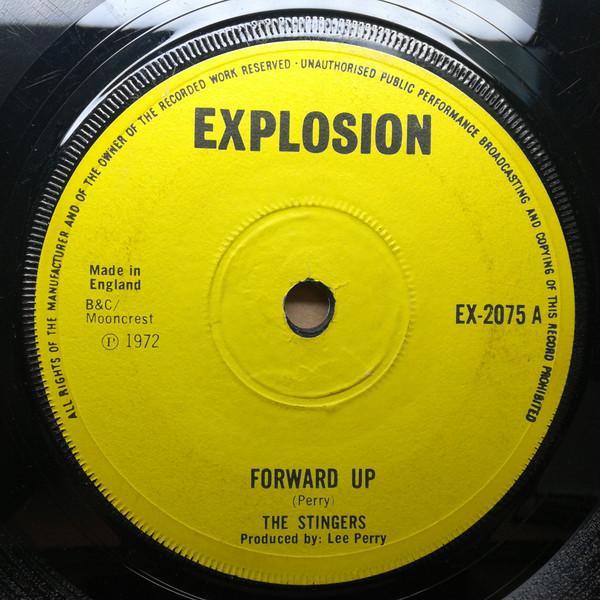 ALL RIGHTS OF THE MANUFACTURER AND OF THE OWNER OF THE RECORDED WORK RESERVED · UNAUTHORISED PUBLIC PERFORMANCE BROADCASTING AND COPYING OF THIS RECORD PROHIBITED
EXPLOSION
Made in
England
B&C/
Mooncrest
℗ 1972
EX-2075 A
FORWARD UP
(Perry)
THE STINGERS
Produced by: Lee Perry